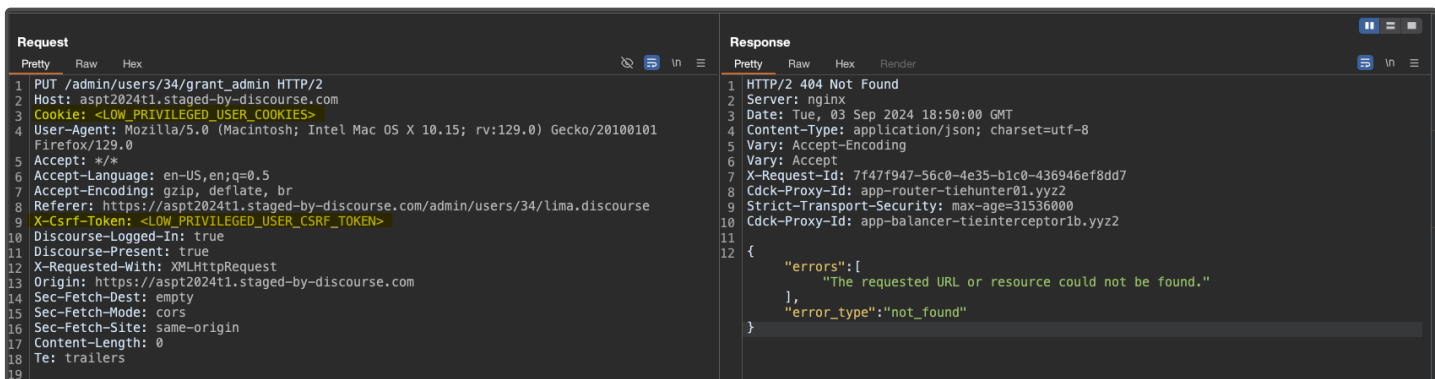 Request
Pretty Raw Hex \n
1 PUT /admin/users/34/grant_admin HTTP/2
2 Host: aspt2024t1.staged-by-discourse.com
3 Cookie: <LOW_PRIVILEGED_USER_COOKIES>
4 User-Agent: Mozilla/5.0 (Macintosh; Intel Mac OS X 10.15; rv:129.0) Gecko/20100101
Firefox/129.0
5 Accept: */*
6 Accept-Language: en-US,en;q=0.5
7 Accept-Encoding: gzip, deflate, br
8 Referer: https://aspt2024t1.staged-by-discourse.com/admin/users/34/lima.discourse
9 X-Csrf-Token: <LOW_PRIVILEGED_USER_CSRF_TOKEN>
10 Discourse-Logged-In: true
11 Discourse-Present: true
12 X-Requested-With: XMLHttpRequest
13 Origin: https://aspt2024t1.staged-by-discourse.com
14 Sec-Fetch-Dest: empty
15 Sec-Fetch-Mode: cors
16 Sec-Fetch-Site: same-origin
17 Content-Length: 0
18 Te: trailers
19
Response
Pretty Raw Hex Render \n
1 HTTP/2 404 Not Found
2 Server: nginx
3 Date: Tue, 03 Sep 2024 18:50:00 GMT
4 Content-Type: application/json; charset=utf-8
5 Vary: Accept-Encoding
6 Vary: Accept
7 X-Request-Id: 7f47f947-56c0-4e35-b1c0-436946ef8dd7
8 Cdck-Proxy-Id: app-router-tiehunter01.yyz2
9 Strict-Transport-Security: max-age=31536000
10 Cdck-Proxy-Id: app-balancer-tieinterceptor1b.yyz2
11
12 {
"errors":[
"The requested URL or resource could not be found."
],
"error_type":"not_found"
}